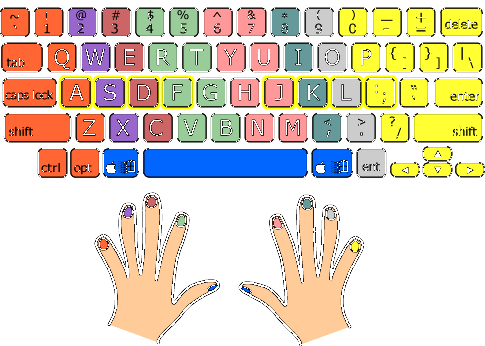 ~ ! @ # $ % ^ & * ( ) — +
` 1 2 3 4 5 6 7 8 9 0 - = delete
tab Q W E R T Y U I O P { [ } ] | \
caps lock A S D F G H J K L : ; " ' enter
shift Z X C V B N M < , > . ? / shift
ctrl opt ent